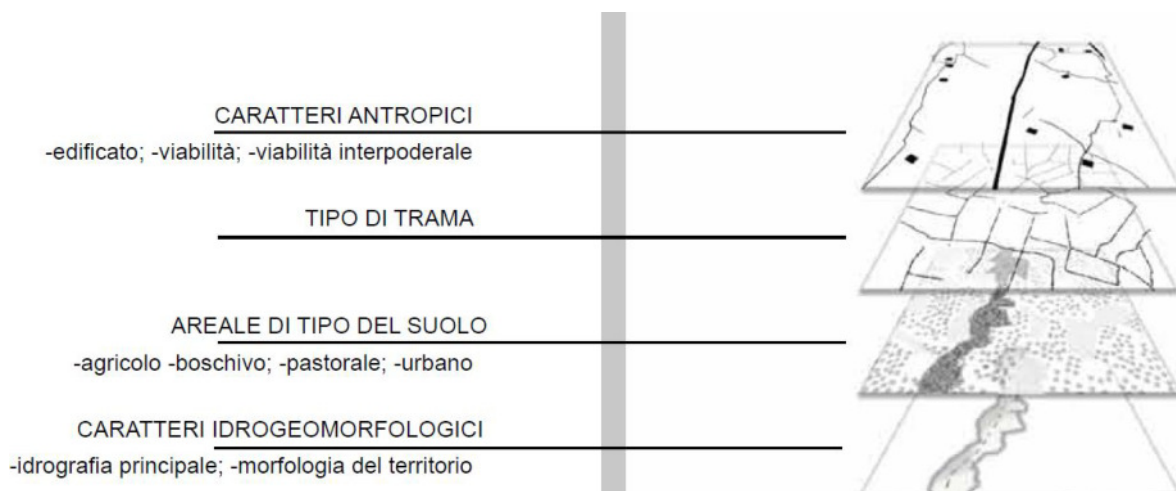 CARATTERI ANTROPICI
-edificato; -viabilità; -viabilità interpoderale
TIPO DI TRAMA
AREALE DI TIPO DEL SUOLO
-agricolo -boschivo; -pastorale; -urbano
CARATTERI IDROGEOMORFOLOGICI
-idrografia principale; -morfologia del territorio